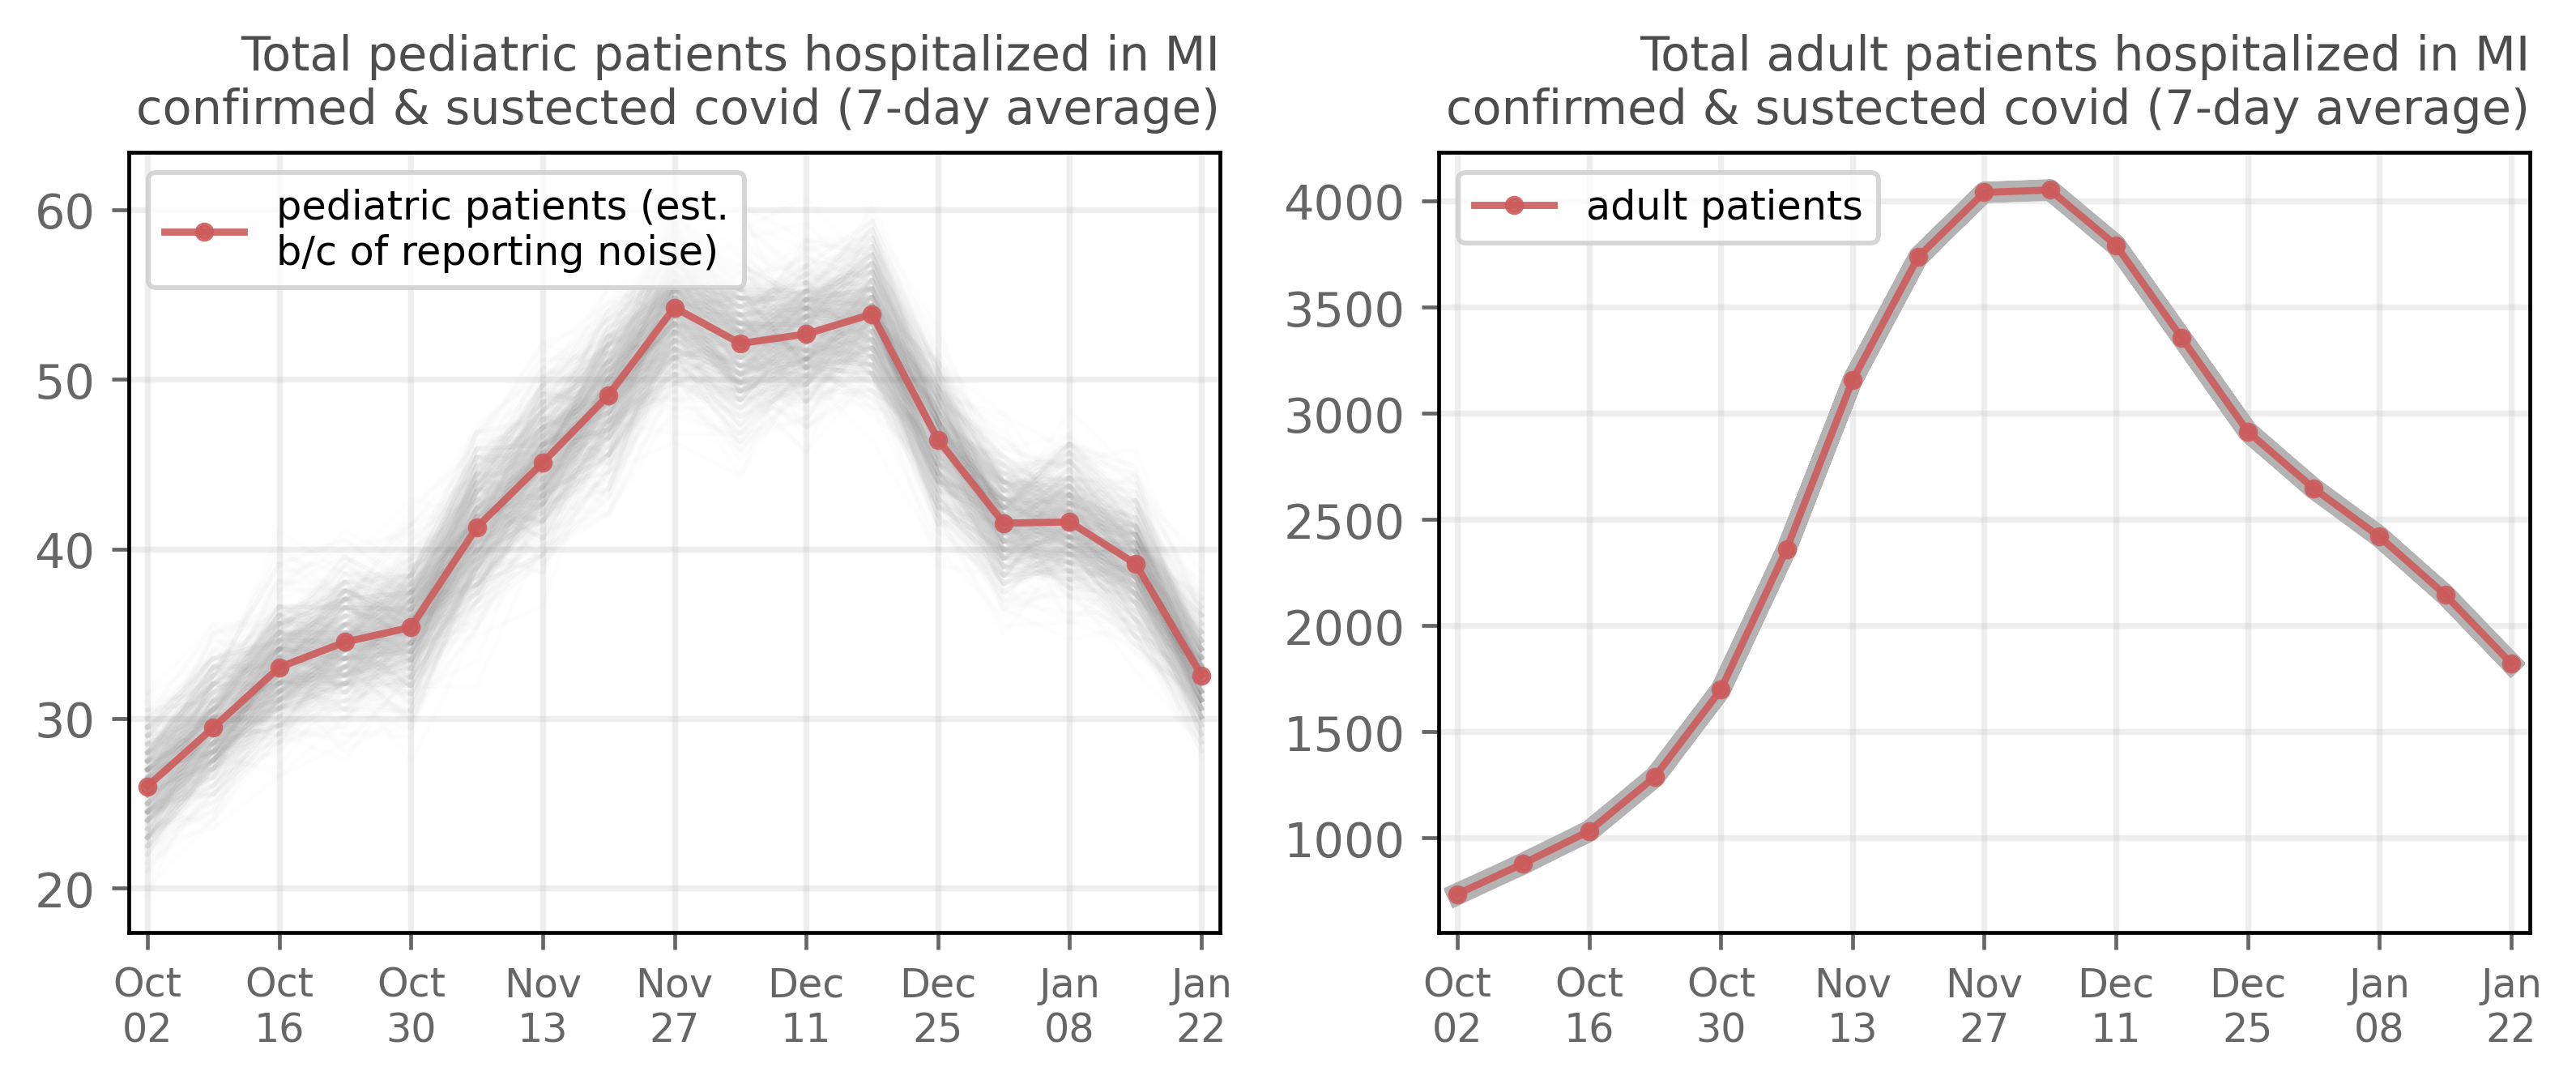 Total pediatric patients hospitalized in MI
confirmed & sustected covid (7-day average)
pediatric patients (est.
b/c of reporting noise)
60
50
40
30
20
Oct
02
Oct
16
Oct
30
Nov
13
Nov
27
Dec
11
Dec
25
Jan
08
Jan
22
Total adult patients hospitalized in MI
confirmed & sustected covid (7-day average)
adult patients
4000
3500
3000
2500
2000
1500
1000
Oct
02
Oct
16
Oct
30
Nov
13
Nov
27
Dec
11
Dec
25
Jan
08
Jan
22